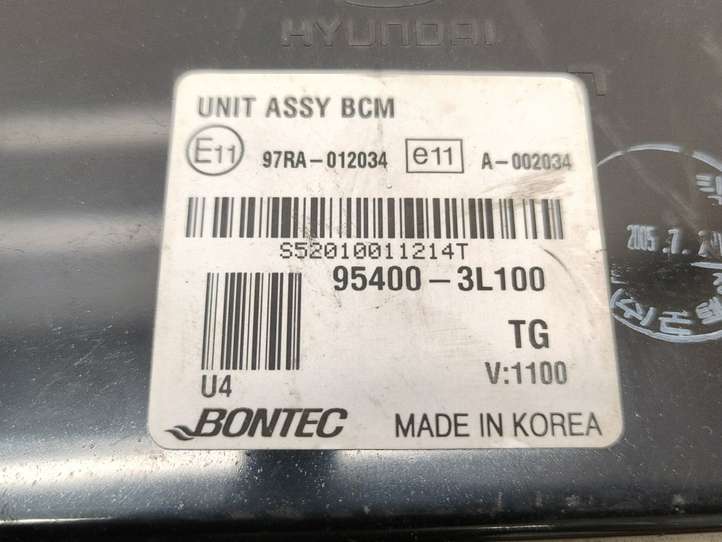 HYUNDAI
UNIT ASSY BCM
E11 97RA-012034 e11 A-002034
S52010011214T
95400-3L100
TG
U4 V:1100
BONTEC MADE IN KOREA
2005.7.